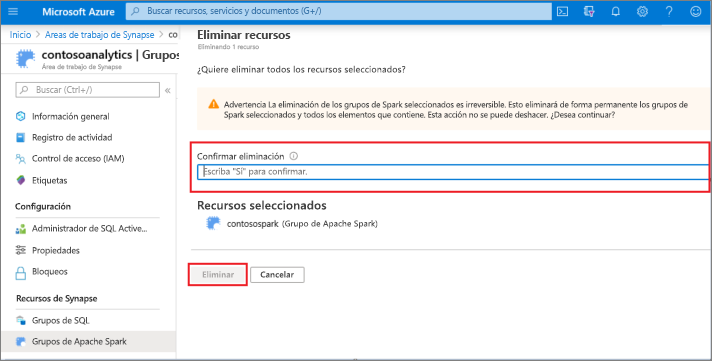 Microsoft Azure
Buscar recursos, servicios y documentos (G+/)
Inicio > Areas de trabajo de Synapse > co
contosoanalytics | Grupos
Área de trabajo de Synapse
Buscar (Ctrl+/)
Información general
Registro de actividad
Control de acceso (IAM)
Etiquetas
Configuración
Administrador de SQL Active...
Propiedades
Bloqueos
Recursos de Synapse
Grupos de SQL
Grupos de Apache Spark
Eliminar recursos
Eliminando 1 recurso
¿Quiere eliminar todos los recursos seleccionados?
Advertencia La eliminación de los grupos de Spark seleccionados es irreversible. Esto eliminará de forma permanente los grupos de
Spark seleccionados y todos los elementos que contiene. Esta acción no se puede deshacer. ¿Desea continuar?
Confirmar eliminación
Escriba "Sí" para confirmar.
Recursos seleccionados
contosospark (Grupo de Apache Spark)
Eliminar
Cancelar